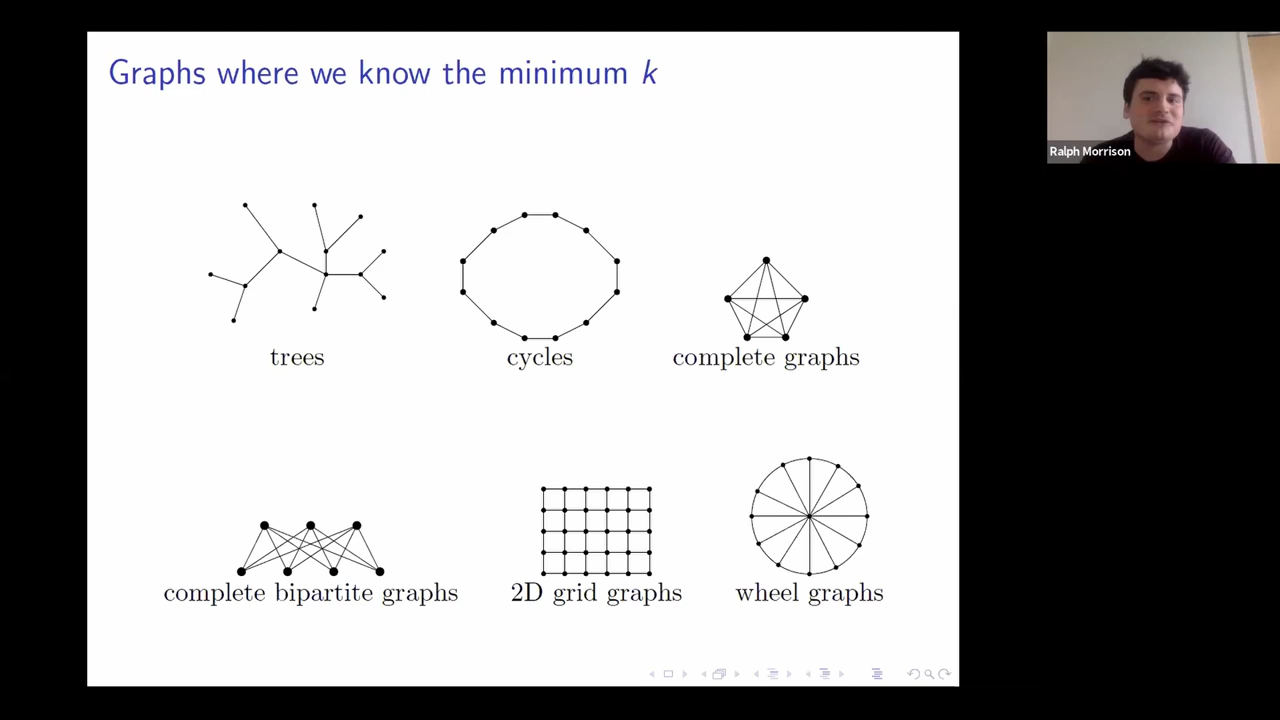 Graphs where we know the minimum k
Ralph Morrison
trees
cycles
complete graphs
complete bipartite graphs
2D grid graphs
wheel graphs